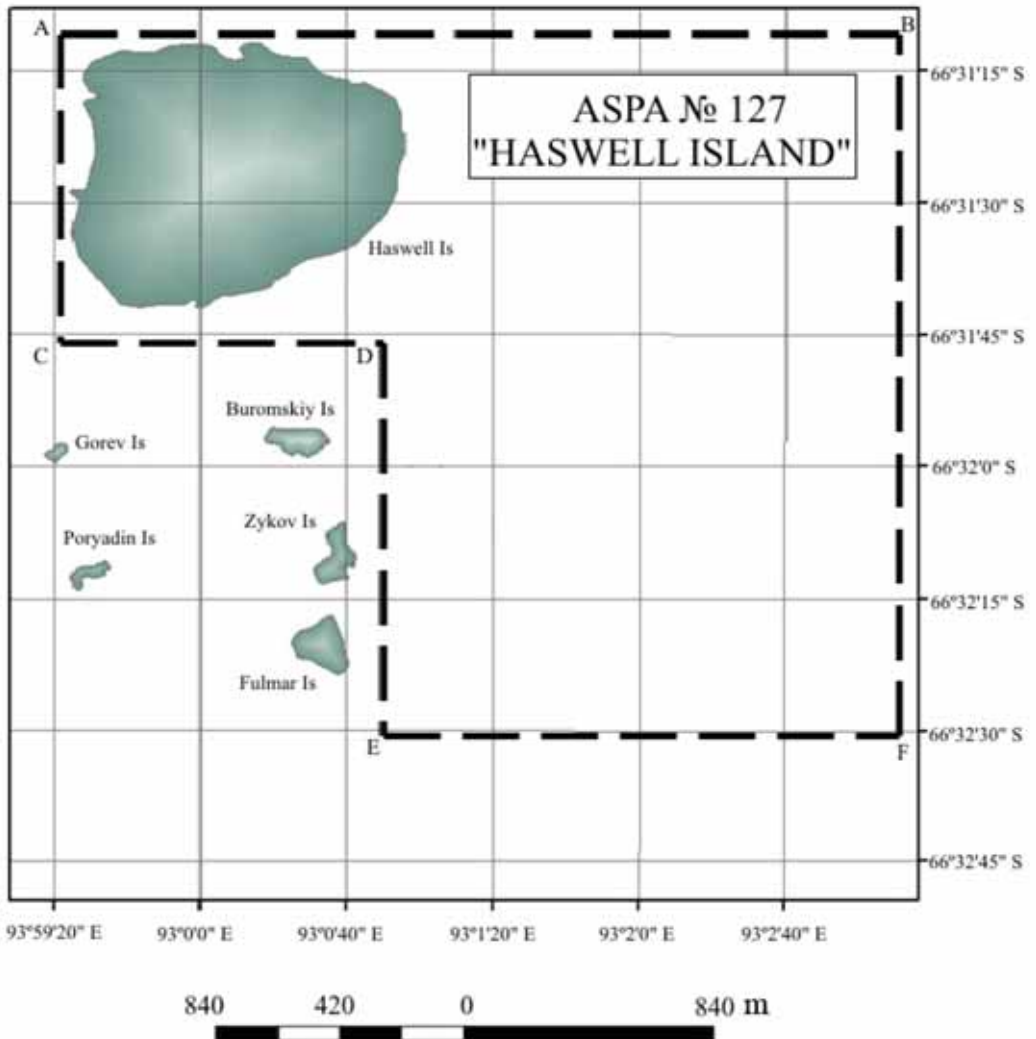 A
B
66°31'15" S
ASPA № 127
"HASWELL ISLAND"
66°31'30" S
Haswell Is
66°31'45" S
C
D
Buromskiy Is
Gorev Is
66°32'0" S
Zykov Is
Poryadin Is
66°32'15" S
Fulmar Is
66°32'30" S
E
F
66°32'45" S
93°59'20" E 93°0'0" E 93°0'40" E 93°1'20" E 93°2'0" E 93°2'40" E
840 420 0 840 m